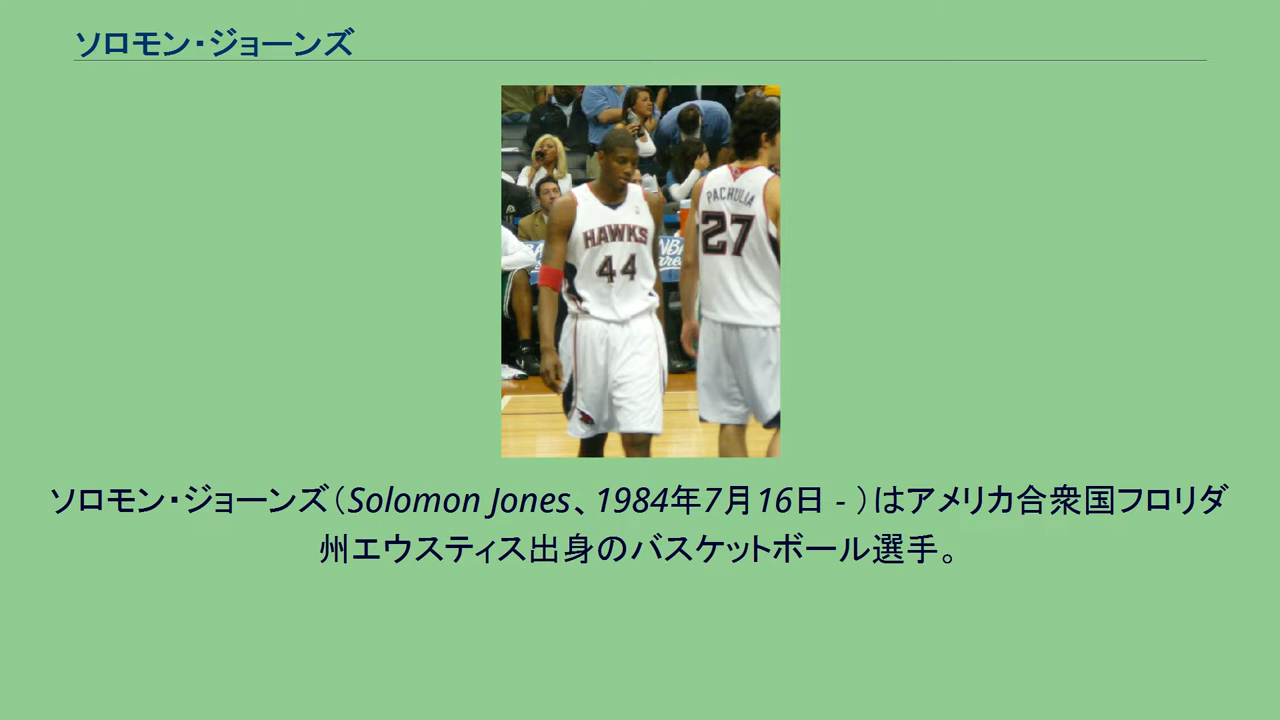 ソロモン・ジョーンズ
PACHULIA
27
HAWKS
44
NBA
ソロモン・ジョーンズ（Solomon Jones、1984年7月16日 - ）はアメリカ合衆国フロリダ
州エウスティス出身のバスケットボール選手。